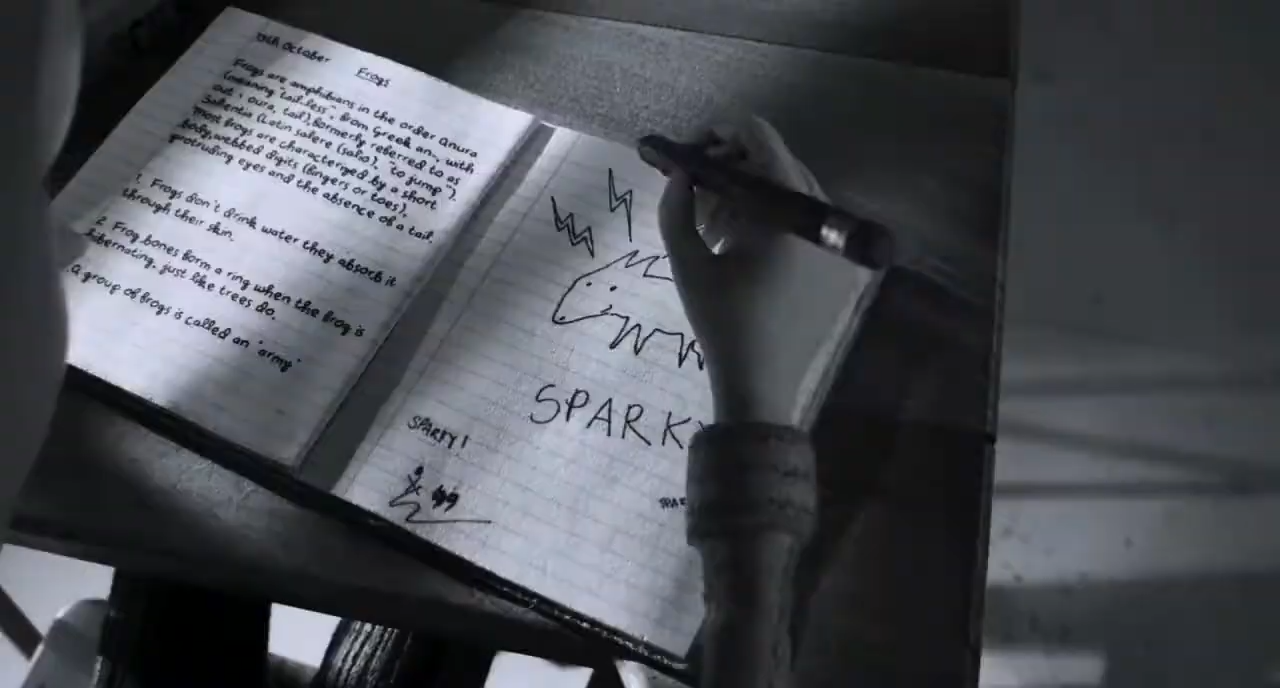 13th October
Frogs
Frogs are amphibians in the order Anura
(meaning "tail-less", from Greek an-, with
out + oura, tail), formerly referred to as
Salientia (Latin salere (salio), "to jump").
most frogs are characterized by a short
body, webbed digits (fingers or toes),
protruding eyes and the absence of a tail.
1. Frogs don't drink water they absorb it
through their skin.
2. Frog bones form a ring when the frog is
hibernating, just like trees do.
A group of frogs is called an "army"
SPARKY
SPARKY!